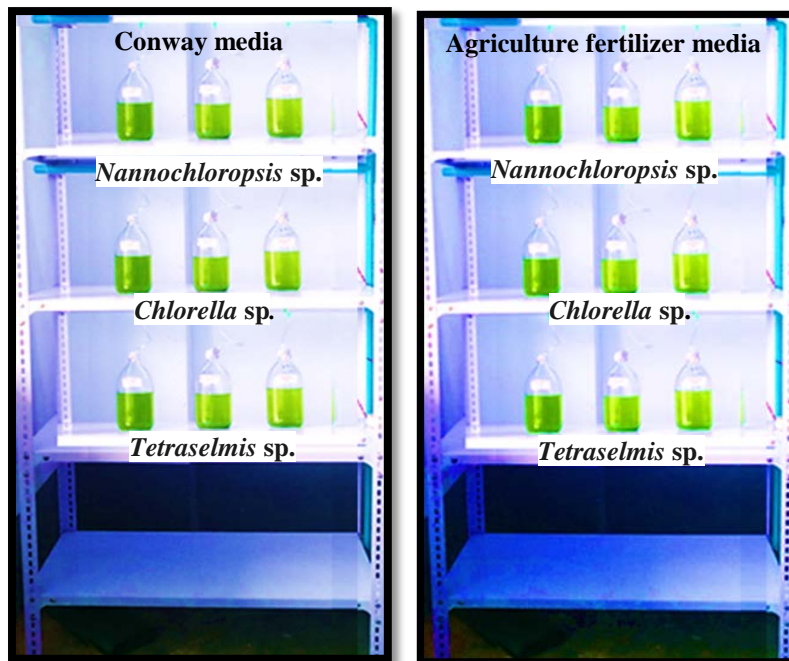 Conway media
Nannochloropsis sp.
Chlorella sp.
Tetraselmis sp.
Agriculture fertilizer media
Nannochloropsis sp.
Chlorella sp.
Tetraselmis sp.